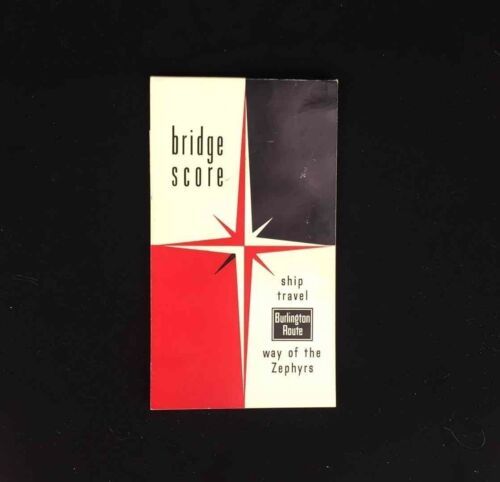 bridge
score
ship
travel
Burlington
Route
way of the
Zephyrs